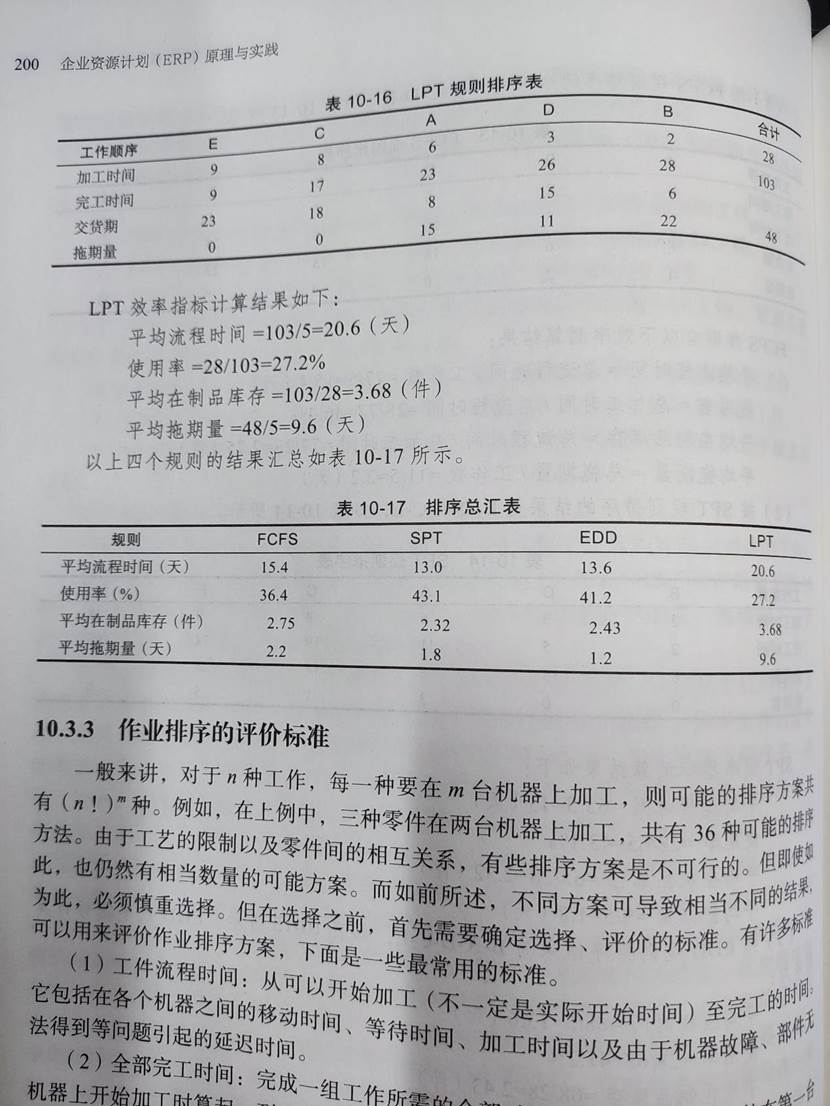 200 企业资源计划（ERP）原理与实践
表 10-16 LPT 规则排序表
工作顺序 E C A D B 合计
加工时间 9 8 6 3 2 28
完工时间 9 17 23 26 28 103
交货期 23 18 8 15 6
拖期量 0 0 15 11 22 48
LPT 效率指标计算结果如下：
平均流程时间 =103/5=20.6（天）
使用率 =28/103=27.2%
平均在制品库存 =103/28=3.68（件）
平均拖期量 =48/5=9.6（天）
以上四个规则的结果汇总如表 10-17 所示。
表 10-17 排序总汇表
规则 FCFS SPT EDD LPT
平均流程时间（天） 15.4 13.0 13.6 20.6
使用率（%） 36.4 43.1 41.2 27.2
平均在制品库存（件） 2.75 2.32 2.43 3.68
平均拖期量（天） 2.2 1.8 1.2 9.6
10.3.3 作业排序的评价标准
一般来讲，对于 n 种工作，每一种要在 m 台机器上加工，则可能的排序方案共
有（n！）ᵐ 种。例如，在上例中，三种零件在两台机器上加工，共有 36 种可能的排序
方法。由于工艺的限制以及零件间的相互关系，有些排序方案是不可行的。但即使如
此，也仍然有相当数量的可能方案。而如前所述，不同方案可导致相当不同的结果，
为此，必须慎重选择。但在选择之前，首先需要确定选择、评价的标准。有许多标准
可以用来评价作业排序方案，下面是一些最常用的标准。
（1）工件流程时间：从可以开始加工（不一定是实际开始时间）至完工的时间。
它包括在各个机器之间的移动时间、等待时间、加工时间以及由于机器故障、部件无
法得到等问题引起的延迟时间。
（2）全部完工时间：完成一组工作所需的全部
机器上开始加工时算起